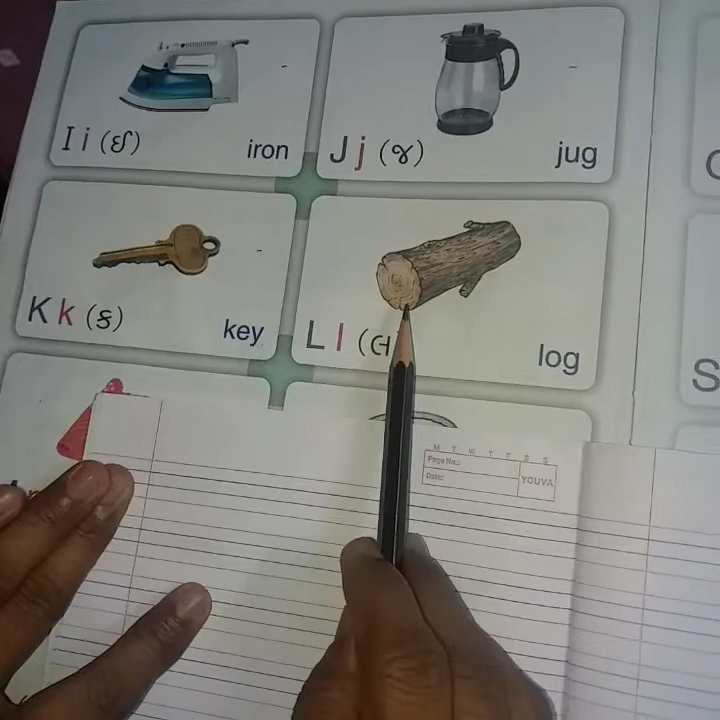 I i (ઈ) iron
J j (જ) jug
K k (ક) key
L l (લ log
M T W T F S S
Page No.:
Date:
YOUVA
S